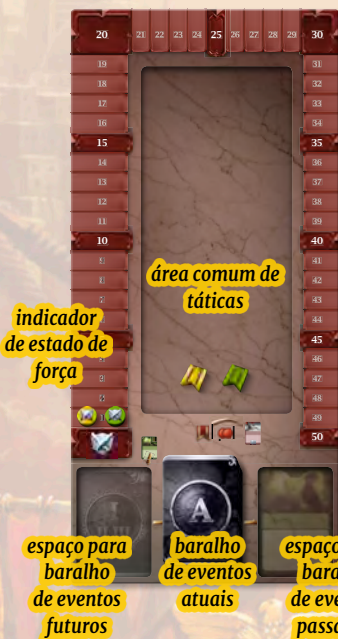 20 21 22 23 24 25 26 27 28 29 30
19 31
18 32
17 33
16 34
15 35
14 36
13 37
12 38
11 39
10 40
41
42
43
44
45
46
47
48
49
50
área comum de
táticas
indicador
de estado de
força
A
espaço para
baralho
de eventos
futuros
baralho
de eventos
atuais
espaço
bara
de eve
passo